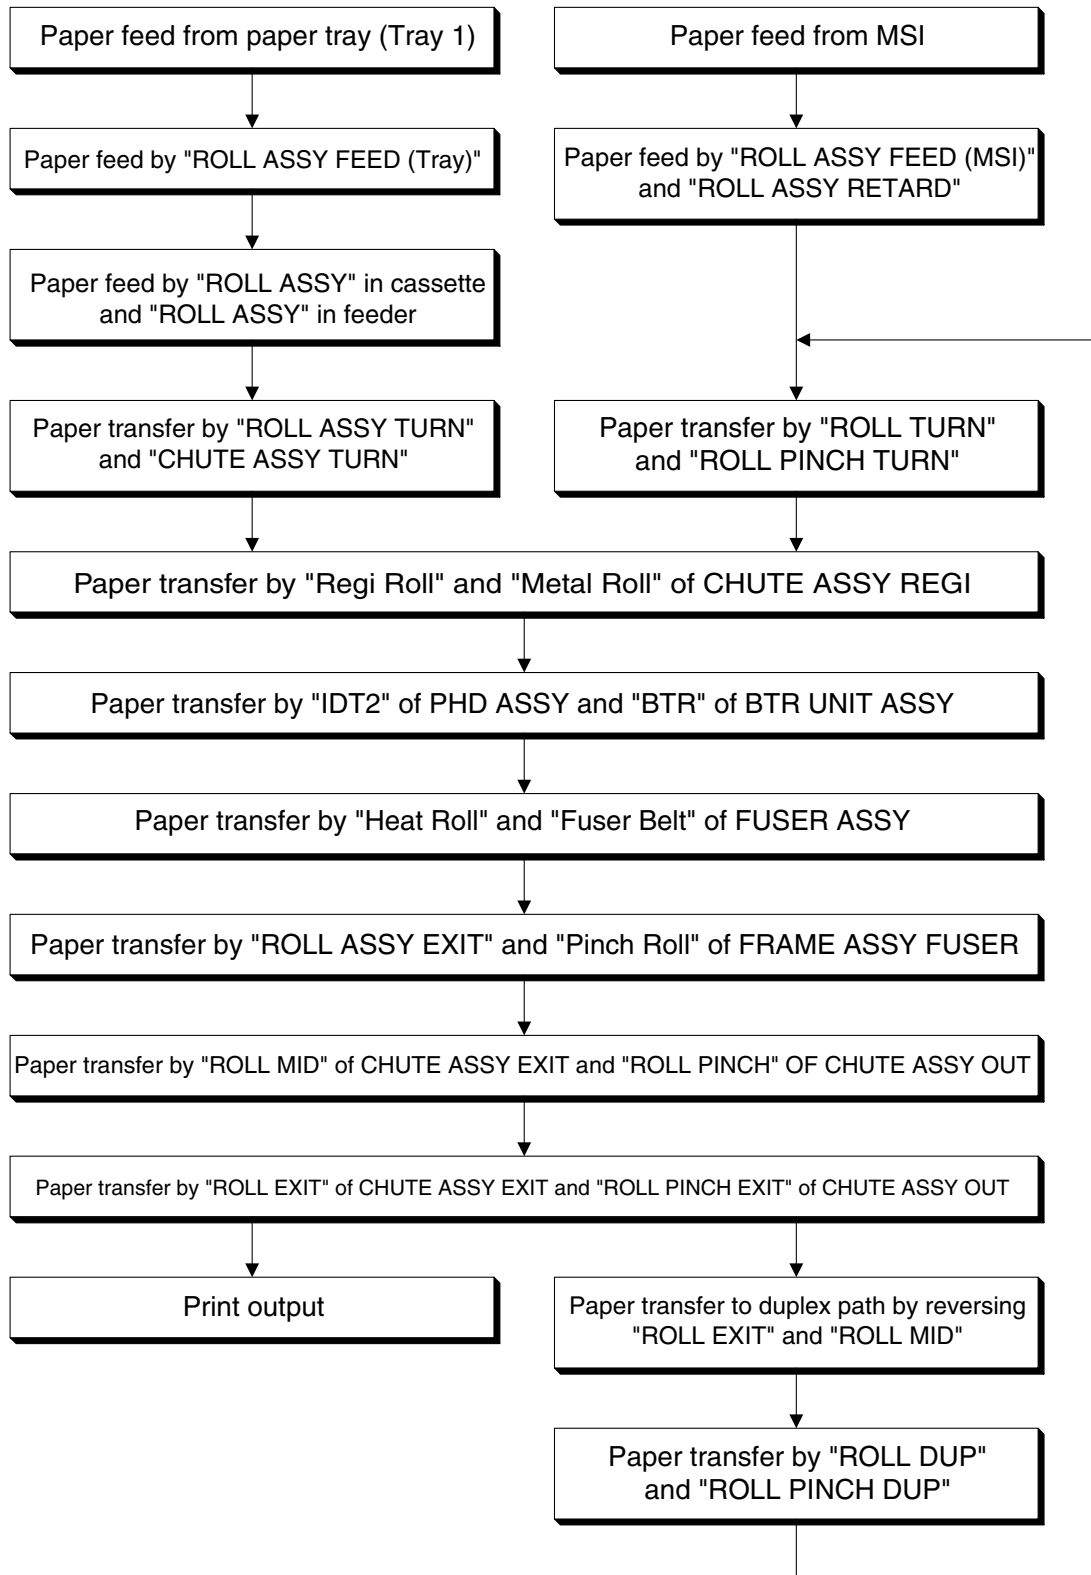 Paper feed from paper tray (Tray 1)
Paper feed from MSI
Paper feed by "ROLL ASSY FEED (Tray)"
Paper feed by "ROLL ASSY FEED (MSI)"
and "ROLL ASSY RETARD"
Paper feed by "ROLL ASSY" in cassette
and "ROLL ASSY" in feeder
Paper transfer by "ROLL ASSY TURN"
and "CHUTE ASSY TURN"
Paper transfer by "ROLL TURN"
and "ROLL PINCH TURN"
Paper transfer by "Regi Roll" and "Metal Roll" of CHUTE ASSY REGI
Paper transfer by "IDT2" of PHD ASSY and "BTR" of BTR UNIT ASSY
Paper transfer by "Heat Roll" and "Fuser Belt" of FUSER ASSY
Paper transfer by "ROLL ASSY EXIT" and "Pinch Roll" of FRAME ASSY FUSER
Paper transfer by "ROLL MID" of CHUTE ASSY EXIT and "ROLL PINCH" OF CHUTE ASSY OUT
Paper transfer by "ROLL EXIT" of CHUTE ASSY EXIT and "ROLL PINCH EXIT" of CHUTE ASSY OUT
Print output
Paper transfer to duplex path by reversing
"ROLL EXIT" and "ROLL MID"
Paper transfer by "ROLL DUP"
and "ROLL PINCH DUP"